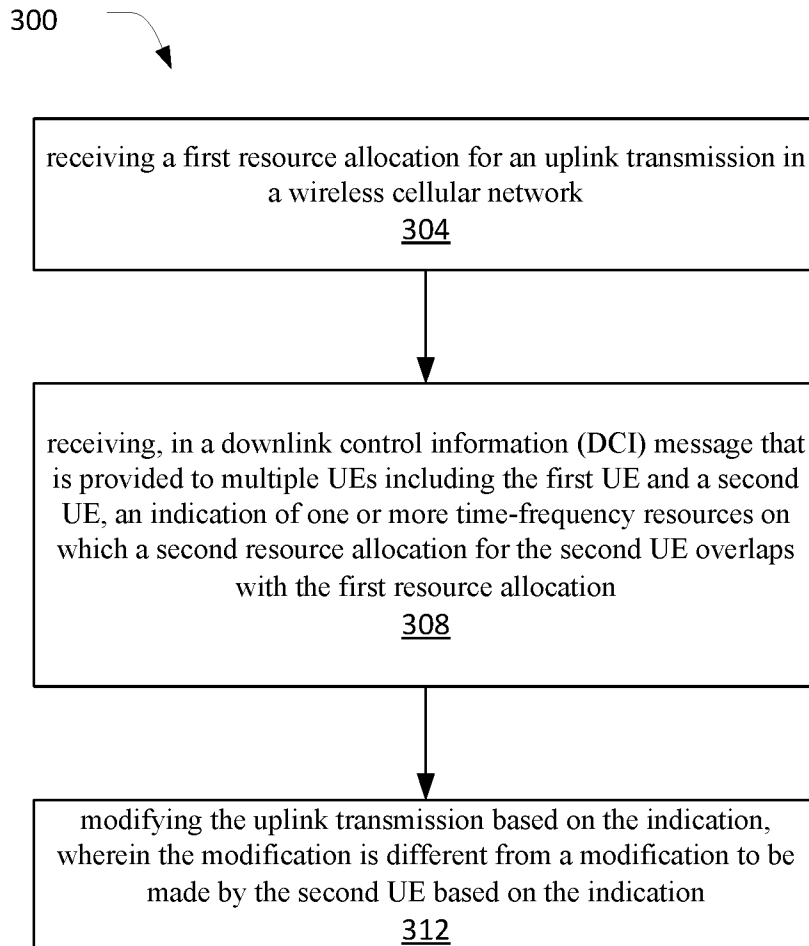 300
receiving a first resource allocation for an uplink transmission in
a wireless cellular network
304
receiving, in a downlink control information (DCI) message that
is provided to multiple UEs including the first UE and a second
UE, an indication of one or more time-frequency resources on
which a second resource allocation for the second UE overlaps
with the first resource allocation
308
modifying the uplink transmission based on the indication,
wherein the modification is different from a modification to be
made by the second UE based on the indication
312